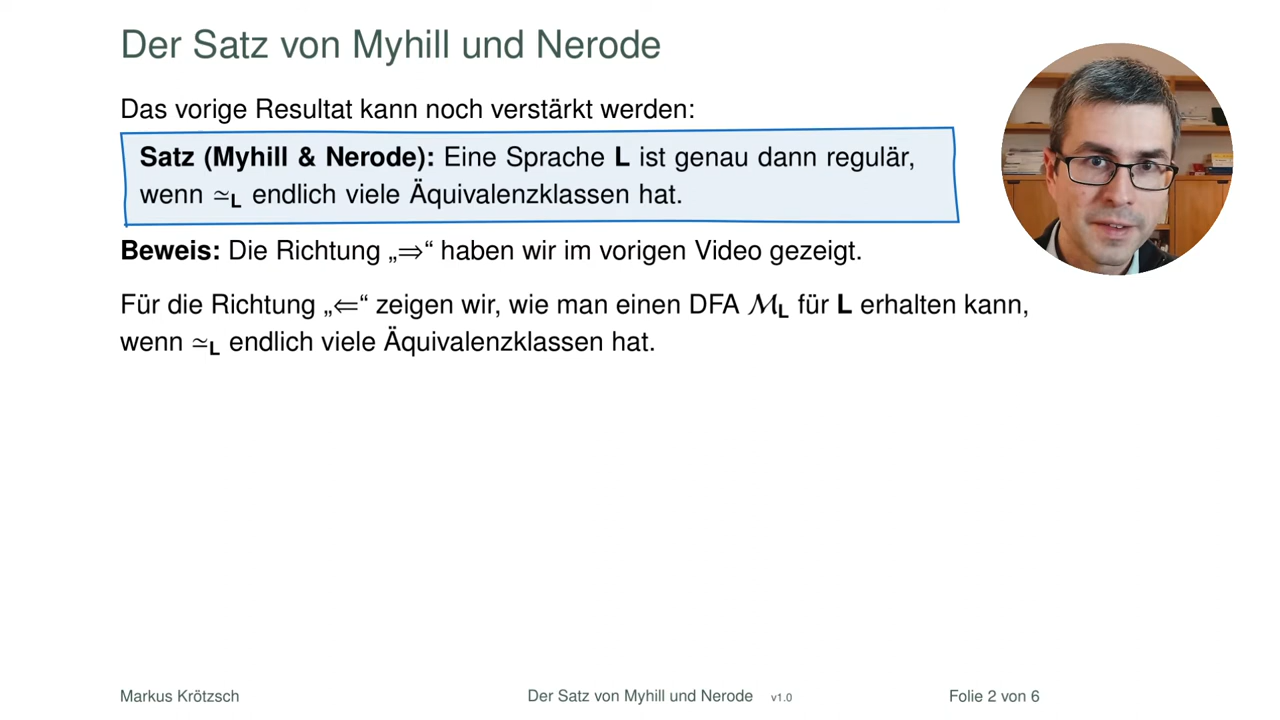 Der Satz von Myhill und Nerode
Das vorige Resultat kann noch verstärkt werden:
Satz (Myhill & Nerode): Eine Sprache L ist genau dann regulär,
wenn ≃L endlich viele Äquivalenzklassen hat.
Beweis: Die Richtung „⇒“ haben wir im vorigen Video gezeigt.
Für die Richtung „⇐“ zeigen wir, wie man einen DFA ℳL für L erhalten kann,
wenn ≃L endlich viele Äquivalenzklassen hat.
Markus Krötzsch
Der Satz von Myhill und Nerode v1.0
Folie 2 von 6